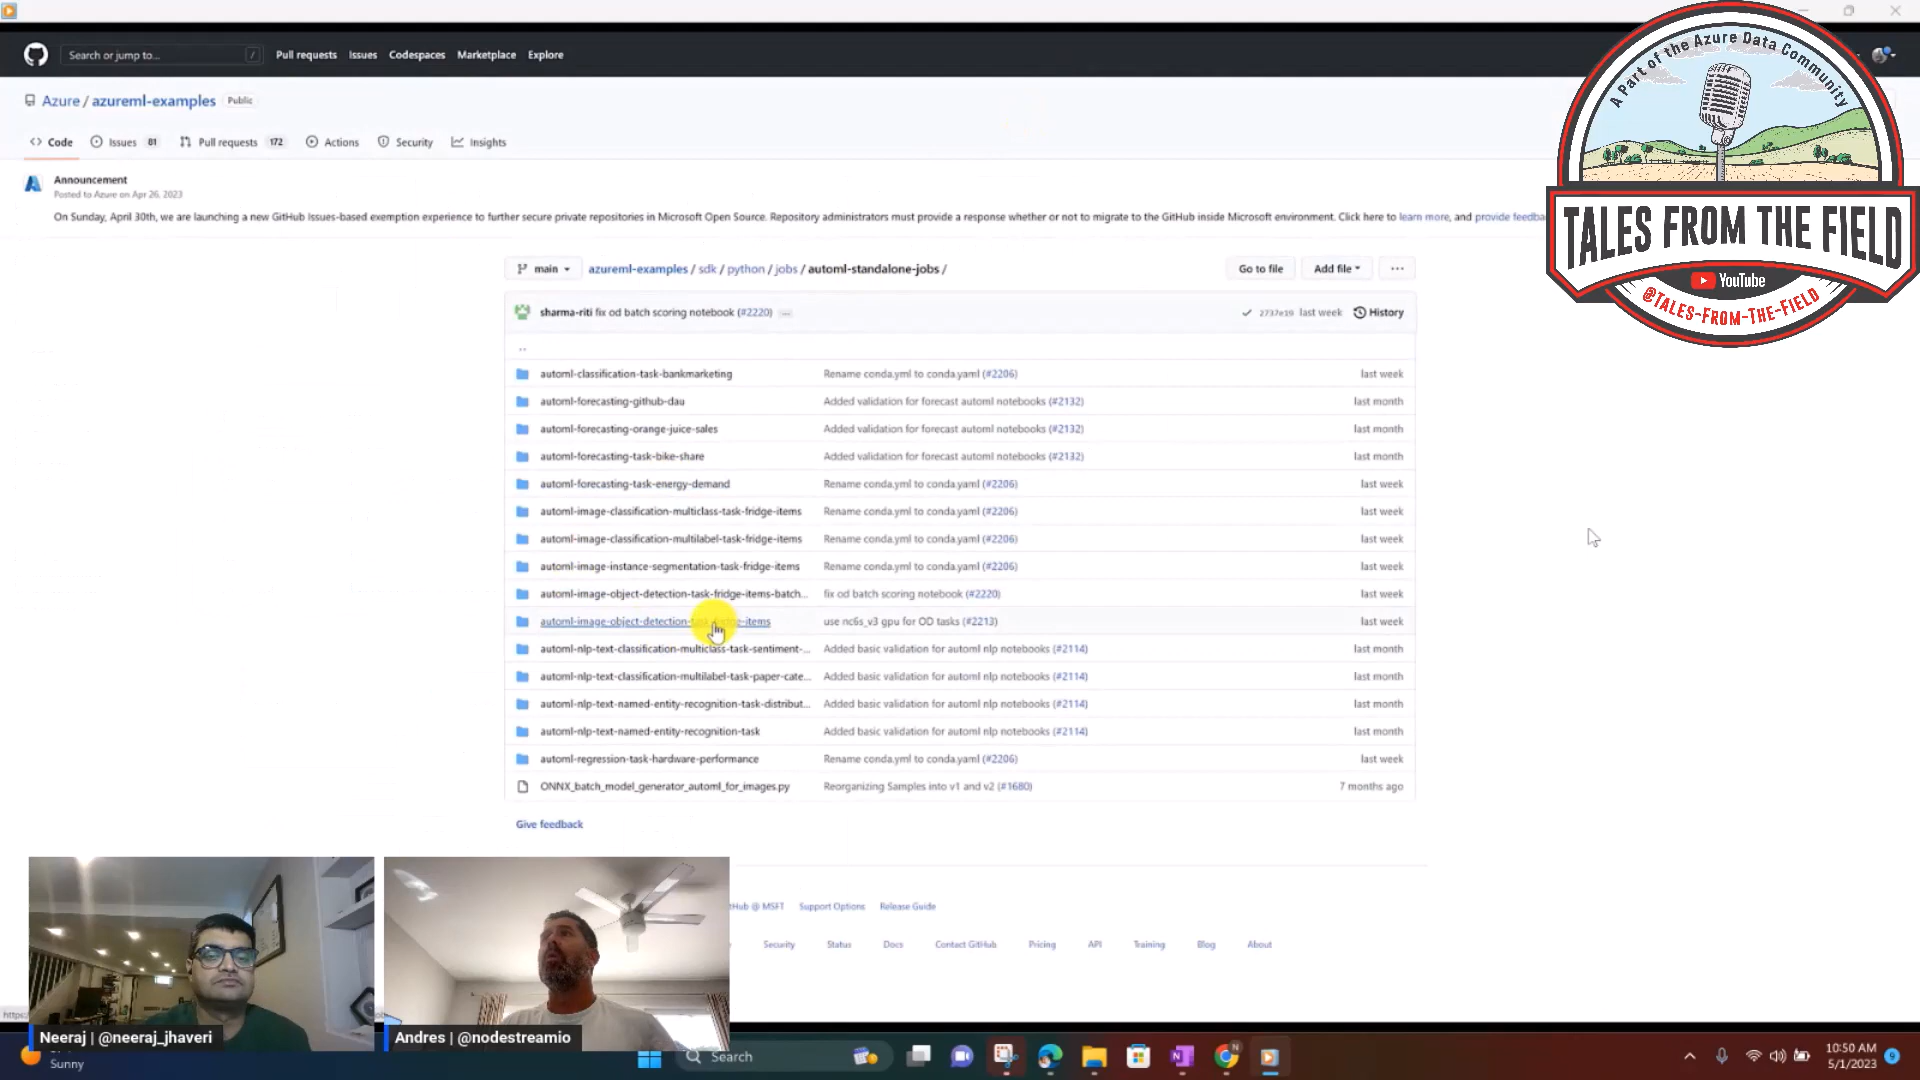 Search or jump to...
/
Pull requests
Issues
Codespaces
Marketplace
Explore
Azure / azureml-examples
Public
Code
Issues 81
Pull requests 172
Actions
Security
Insights
Announcement
Posted to Azure on Apr 26, 2023
On Sunday, April 30th, we are launching a new GitHub Issues-based exemption experience to further secure private repositories in Microsoft Open Source. Repository administrators must provide a response whether or not to migrate to the GitHub inside Microsoft environment. Click here to learn more, and provide feedba
A Part of the Azure Data Community
TALES FROM THE FIELD
YouTube
@TALES-FROM-THE-FIELD
main
azureml-examples / sdk / python / jobs / automl-standalone-jobs /
Go to file
Add file
...
sharma-riti fix od batch scoring notebook (#2220) ...
2737e19 last week
History
..
automl-classification-task-bankmarketing Rename conda.yml to conda.yaml (#2206) last week
automl-forecasting-github-dau Added validation for forecast automl notebooks (#2132) last month
automl-forecasting-orange-juice-sales Added validation for forecast automl notebooks (#2132) last month
automl-forecasting-task-bike-share Added validation for forecast automl notebooks (#2132) last month
automl-forecasting-task-energy-demand Rename conda.yml to conda.yaml (#2206) last week
automl-image-classification-multiclass-task-fridge-items Rename conda.yml to conda.yaml (#2206) last week
automl-image-classification-multilabel-task-fridge-items Rename conda.yml to conda.yaml (#2206) last week
automl-image-instance-segmentation-task-fridge-items Rename conda.yml to conda.yaml (#2206) last week
automl-image-object-detection-task-fridge-items-batch... fix od batch scoring notebook (#2220) last week
automl-image-object-detection-task-fridge-items use nc6s_v3 gpu for OD tasks (#2213) last week
automl-nlp-text-classification-multiclass-task-sentiment-... Added basic validation for automl nlp notebooks (#2114) last month
automl-nlp-text-classification-multilabel-task-paper-cate... Added basic validation for automl nlp notebooks (#2114) last month
automl-nlp-text-named-entity-recognition-task-distribut... Added basic validation for automl nlp notebooks (#2114) last month
automl-nlp-text-named-entity-recognition-task Added basic validation for automl nlp notebooks (#2114) last month
automl-regression-task-hardware-performance Rename conda.yml to conda.yaml (#2206) last week
ONNX_batch_model_generator_automl_for_images.py Reorganizing Samples into v1 and v2 (#1680) 7 months ago
Give feedback
tHub @ MSFT
Support Options
Release Guide
Security
Status
Docs
Contact GitHub
Pricing
API
Training
Blog
About
https
Neeraj | @neeraj_jhaveri
Andres | @nodestreamio
Sunny
Search
10:50 AM
5/1/2023